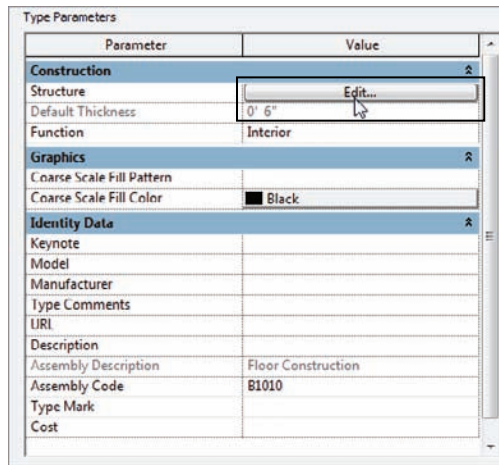 Type Parameters
Parameter Value
Construction
Structure Edit...
Default Thickness 0' 6"
Function Interior
Graphics
Coarse Scale Fill Pattern
Coarse Scale Fill Color Black
Identity Data
Keynote
Model
Manufacturer
Type Comments
URL
Description
Assembly Description Floor Construction
Assembly Code B1010
Type Mark
Cost